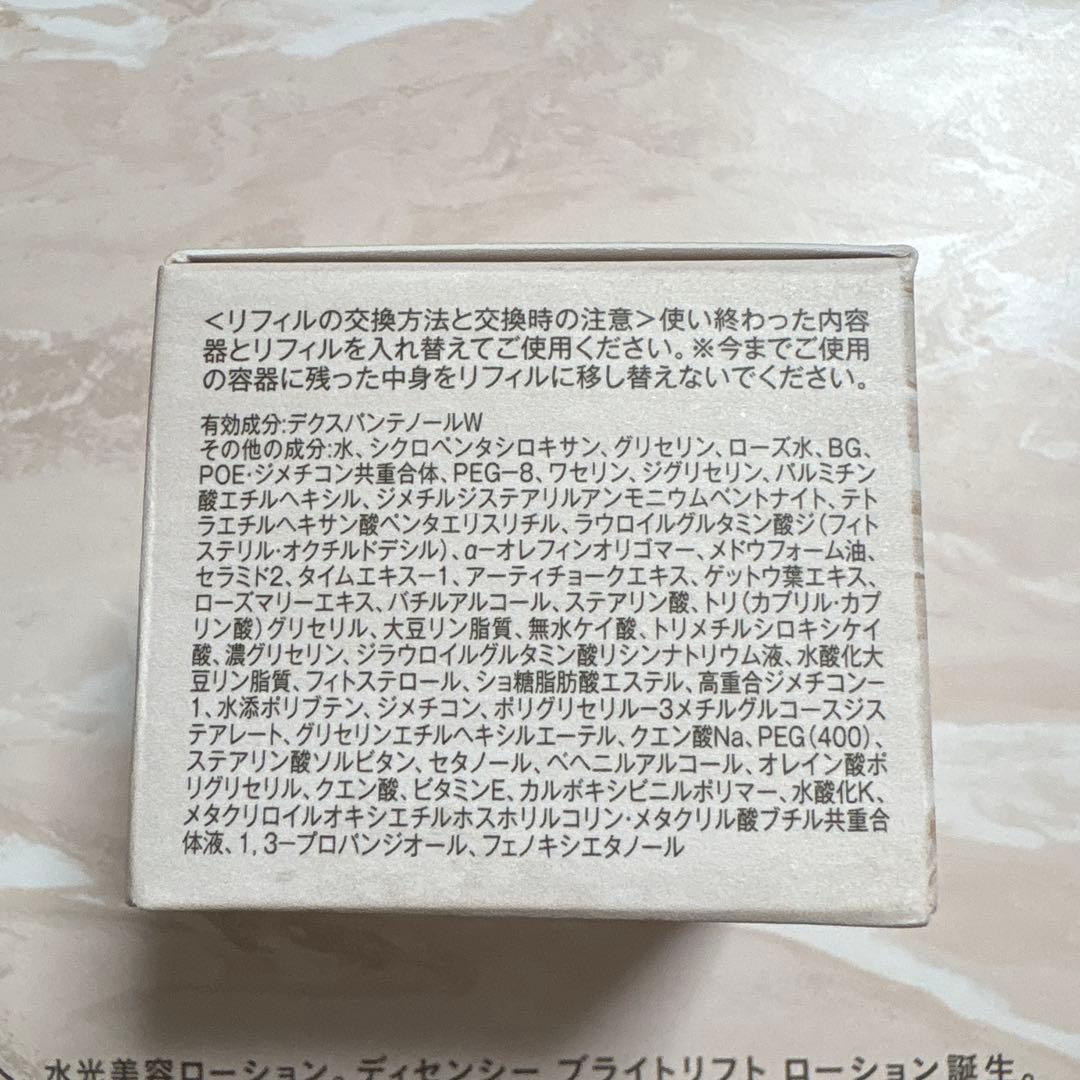 <リフィルの交換方法と交換時の注意>使い終わった内容
器とリフィルを入れ替えてご使用ください。※今までご使用
の容器に残った中身をリフィルに移し替えないでください。
有効成分:デクスパンテノールW
その他の成分:水、シクロペンタシロキサン、グリセリン、ローズ水、BG、
POE・ジメチコン共重合体、PEG-8、ワセリン、ジグリセリン、パルミチン
酸エチルヘキシル、ジメチルジステアリルアンモニウムベントナイト、テト
ラエチルヘキサン酸ペンタエリスリチル、ラウロイルグルタミン酸ジ(フィト
ステリル・オクチルドデシル)、α-オレフィンオリゴマー、メドウフォーム油、
セラミド2、タイムエキス-1、アーティチョークエキス、ゲットウ葉エキス、
ローズマリーエキス、バチルアルコール、ステアリン酸、トリ(カプリル・カプ
リン酸)グリセリル、大豆リン脂質、無水ケイ酸、トリメチルシロキシケイ
酸、濃グリセリン、ジラウロイルグルタミン酸リシンナトリウム液、水酸化大
豆リン脂質、フィトステロール、ショ糖脂肪酸エステル、高重合ジメチコン-
1、水添ポリブテン、ジメチコン、ポリグリセリル-3メチルグルコースジス
テアレート、グリセリンエチルヘキシルエーテル、クエン酸Na、PEG(400)、
ステアリン酸ソルビタン、セタノール、ベヘニルアルコール、オレイン酸ポ
リグリセリル、クエン酸、ビタミンE、カルボキシビニルポリマー、水酸化K、
メタクリロイルオキシエチルホスホリルコリン・メタクリル酸ブチル共重合
体液、1,3-プロパンジオール、フェノキシエタノール
水光美容ローション。ディセンシー ブライトリフト ローション誕生。